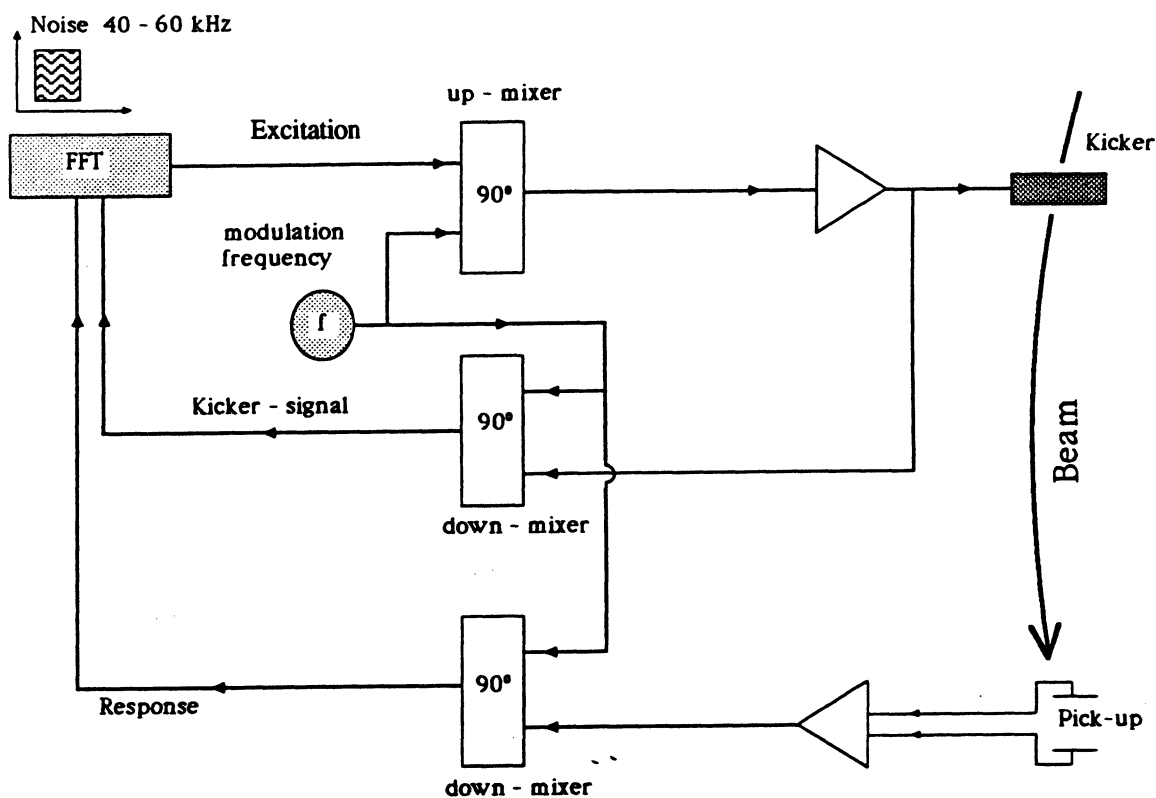 Noise 40 - 60 kHz
up - mixer
Excitation
Kicker
FFT
90°
modulation
frequency
f
Kicker - signal
90°
Beam
down - mixer
90°
Response
Pick-up
down - mixer